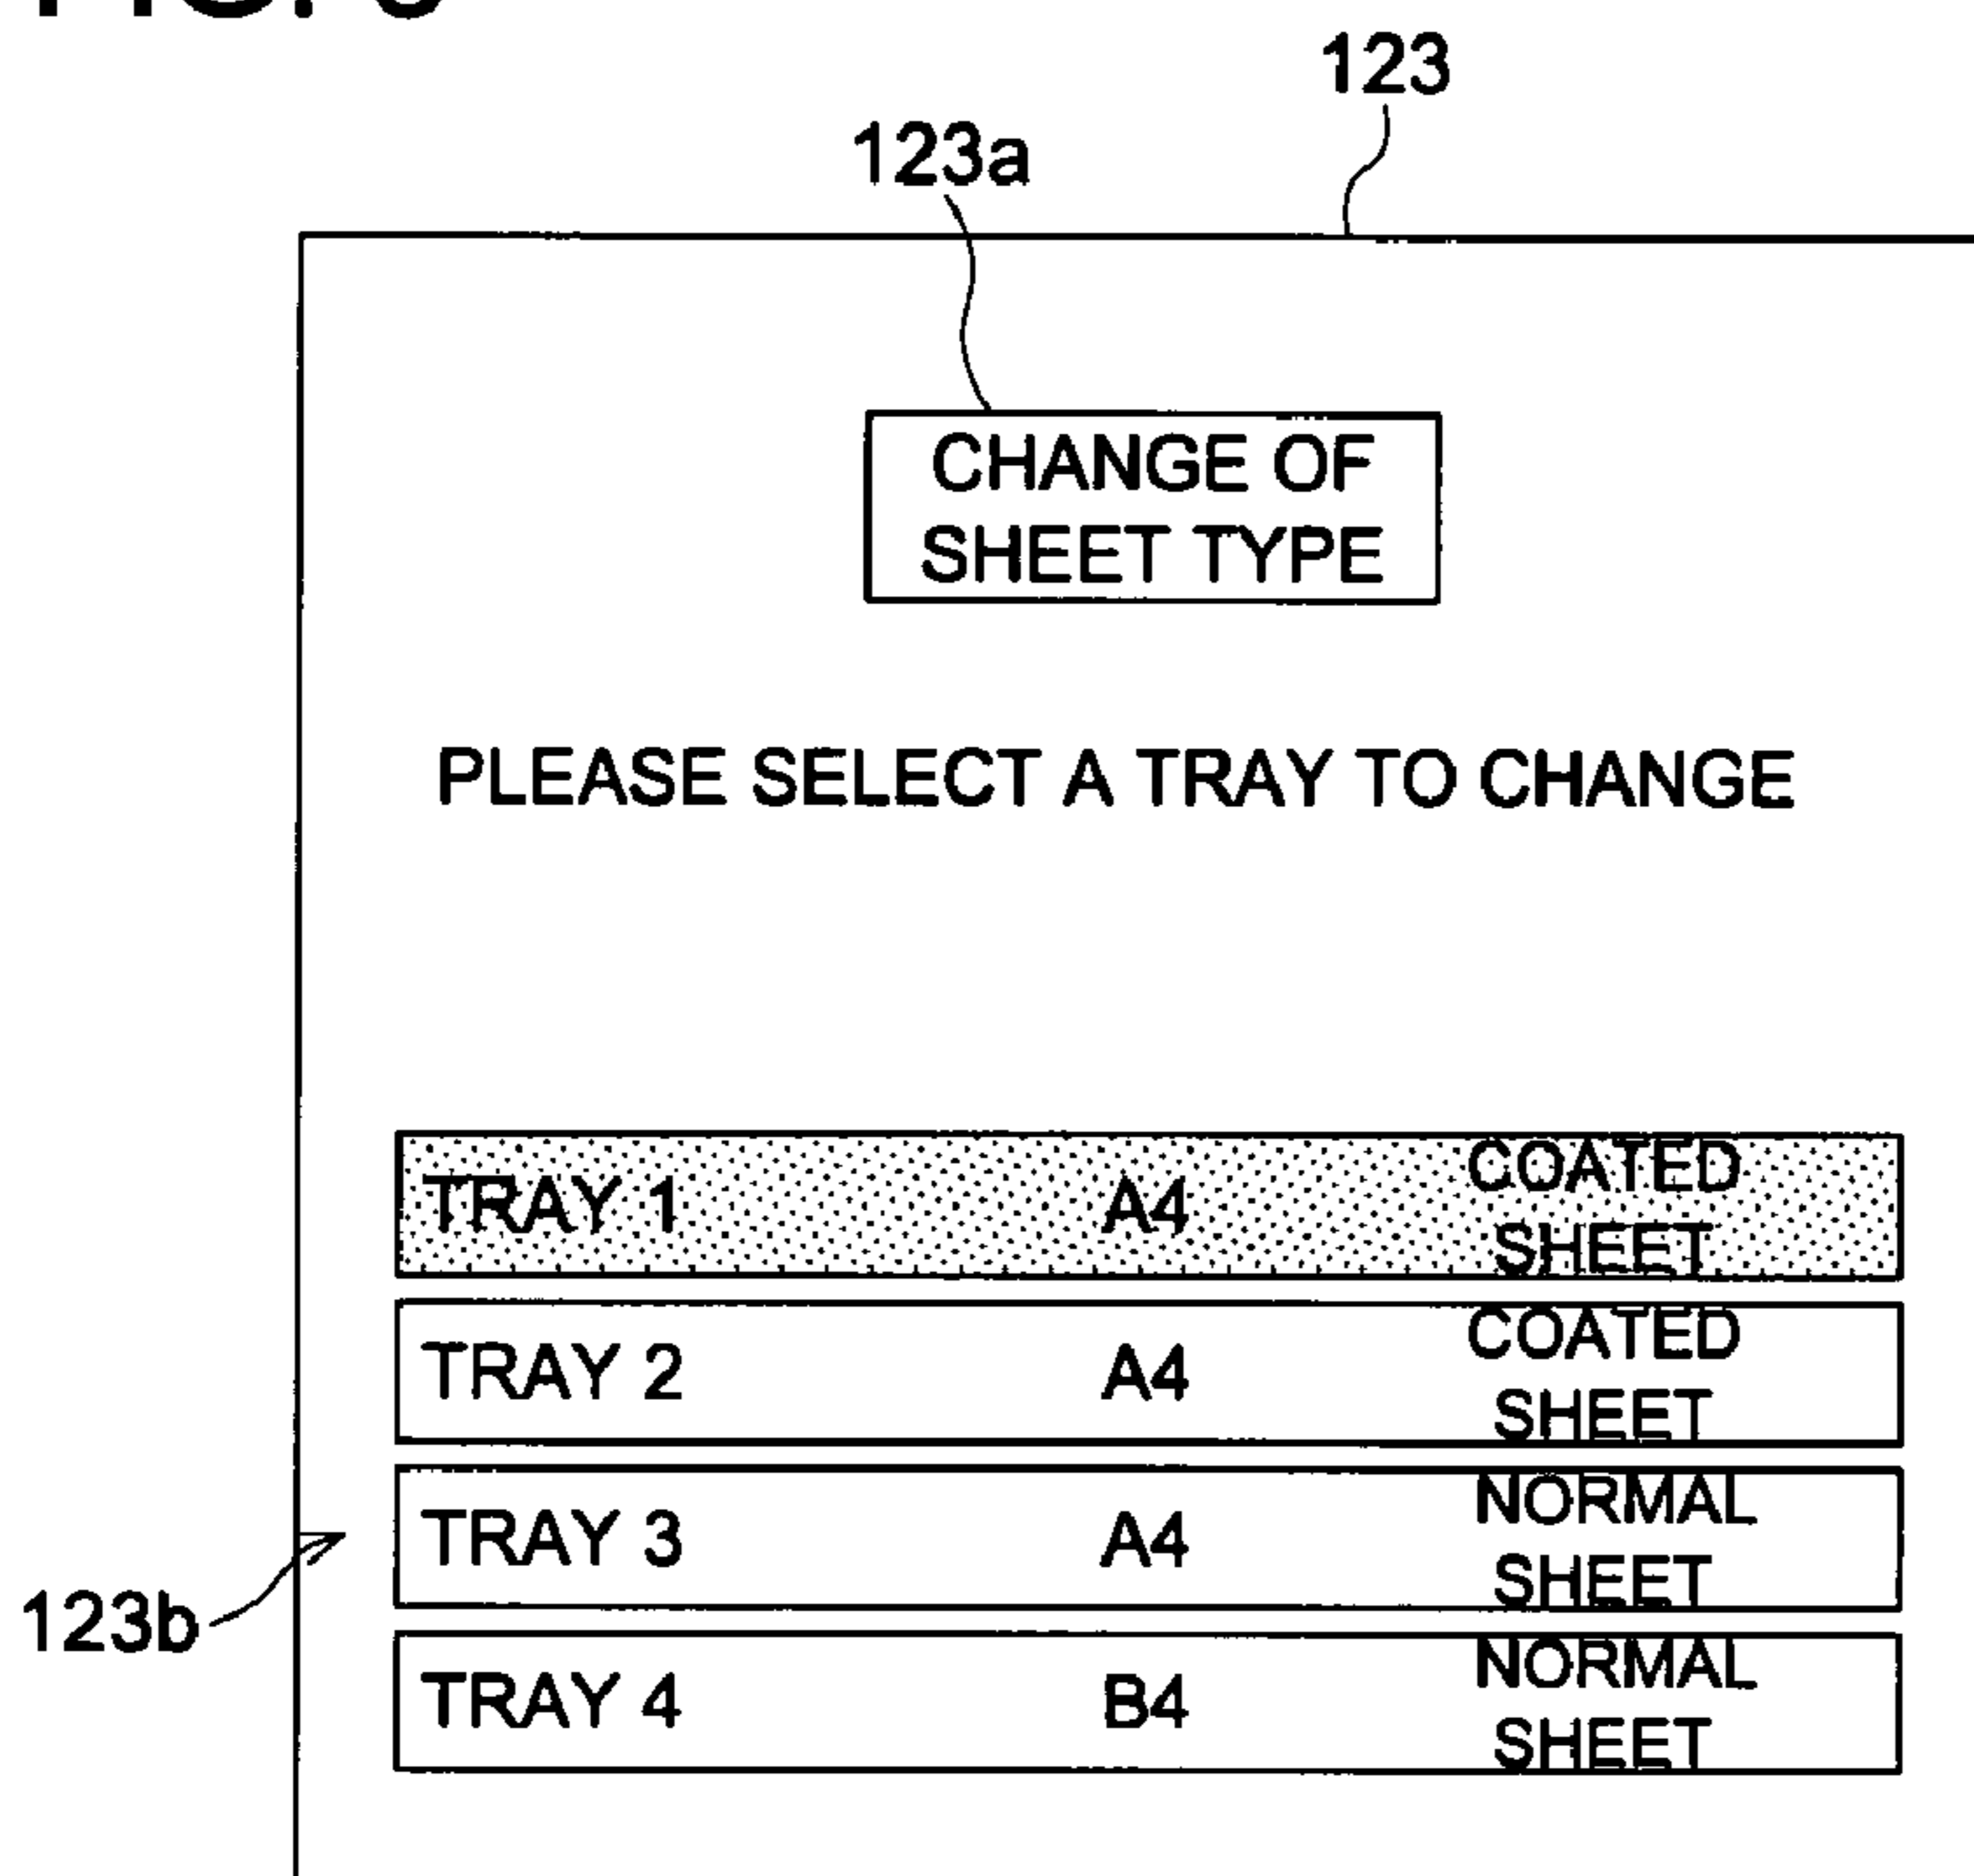 123
123a
CHANGE OF
SHEET TYPE
PLEASE SELECT A TRAY TO CHANGE
TRAY 1 A4 COATED
SHEET
TRAY 2 A4 COATED
SHEET
TRAY 3 A4 NORMAL
SHEET
123b
TRAY 4 B4 NORMAL
SHEET